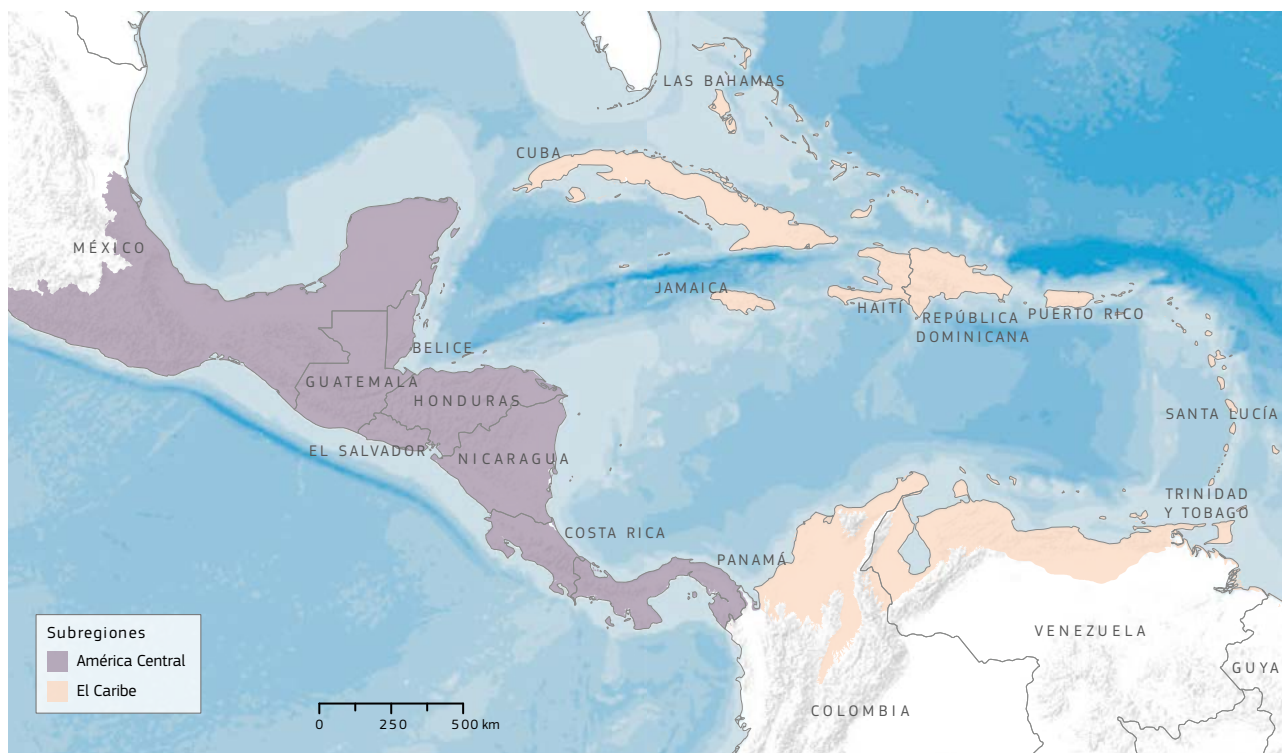 LAS BAHAMAS
CUBA
MÉXICO
JAMAICA
HAITÍ
REPÚBLICA
DOMINICANA
PUERTO RICO
BELICE
GUATEMALA
HONDURAS
SANTA LUCÍA
EL SALVADOR
NICARAGUA
TRINIDAD
Y TOBAGO
COSTA RICA
PANAMÁ
VENEZUELA
GUYA
COLOMBIA
Subregiones
América Central
El Caribe
0 250 500 km